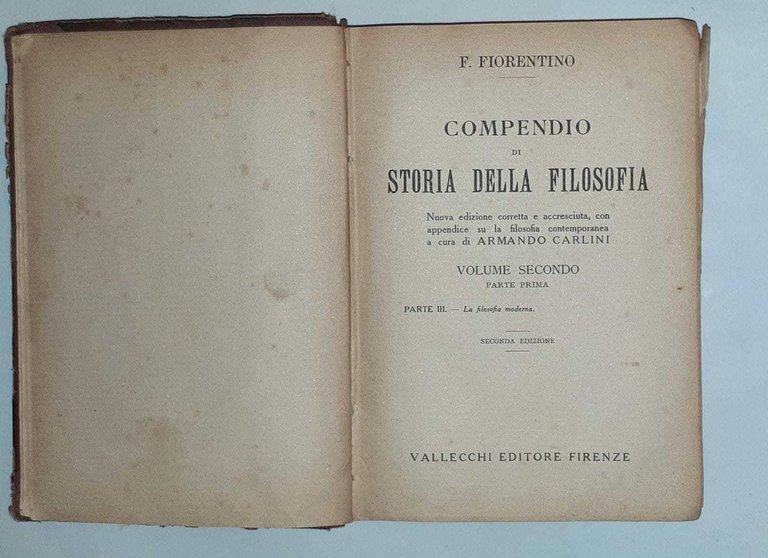 F. FIORENTINO
COMPENDIO
DI
STORIA DELLA FILOSOFIA
Nuova edizione corretta e accresciuta, con
appendice su la filosofia contemporanea
a cura di ARMANDO CARLINI
VOLUME SECONDO
PARTE PRIMA
PARTE III. — La filosofia moderna.
SECONDA EDIZIONE
VALLECCHI EDITORE FIRENZE